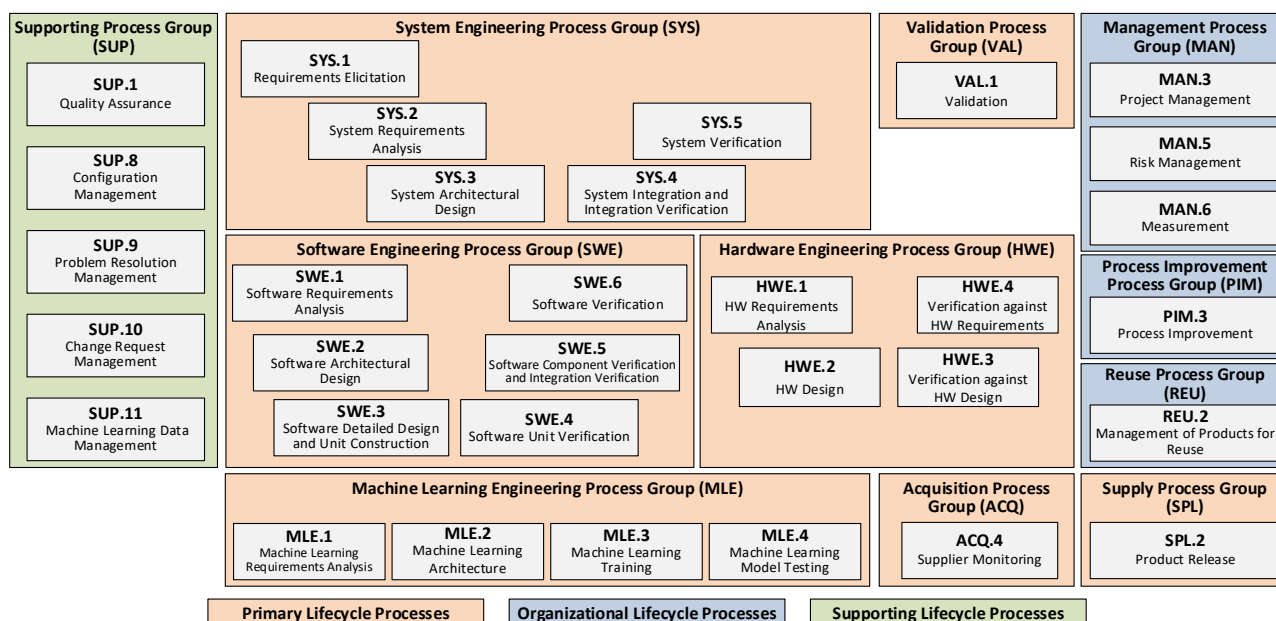 Supporting Process Group
(SUP)
SUP.1
Quality Assurance
SUP.8
Configuration
Management
SUP.9
Problem Resolution
Management
SUP.10
Change Request
Management
SUP.11
Machine Learning Data
Management
System Engineering Process Group (SYS)
SYS.1
Requirements Elicitation
SYS.2
System Requirements
Analysis
SYS.3
System Architectural
Design
SYS.4
System Integration and
Integration Verification
SYS.5
System Verification
Validation Process
Group (VAL)
VAL.1
Validation
Management Process
Group (MAN)
MAN.3
Project Management
MAN.5
Risk Management
MAN.6
Measurement
Software Engineering Process Group (SWE)
SWE.1
Software Requirements
Analysis
SWE.2
Software Architectural
Design
SWE.3
Software Detailed Design
and Unit Construction
SWE.4
Software Unit Verification
SWE.5
Software Component Verification
and Integration Verification
SWE.6
Software Verification
Hardware Engineering Process Group (HWE)
HWE.1
HW Requirements
Analysis
HWE.2
HW Design
HWE.3
Verification against
HW Design
HWE.4
Verification against
HW Requirements
Process Improvement
Process Group (PIM)
PIM.3
Process Improvement
Reuse Process Group
(REU)
REU.2
Management of Products for
Reuse
Machine Learning Engineering Process Group (MLE)
MLE.1
Machine Learning
Requirements Analysis
MLE.2
Machine Learning
Architecture
MLE.3
Machine Learning
Training
MLE.4
Machine Learning
Model Testing
Acquisition Process
Group (ACQ)
ACQ.4
Supplier Monitoring
Supply Process Group
(SPL)
SPL.2
Product Release
Primary Lifecycle Processes
Organizational Lifecycle Processes
Supporting Lifecycle Processes